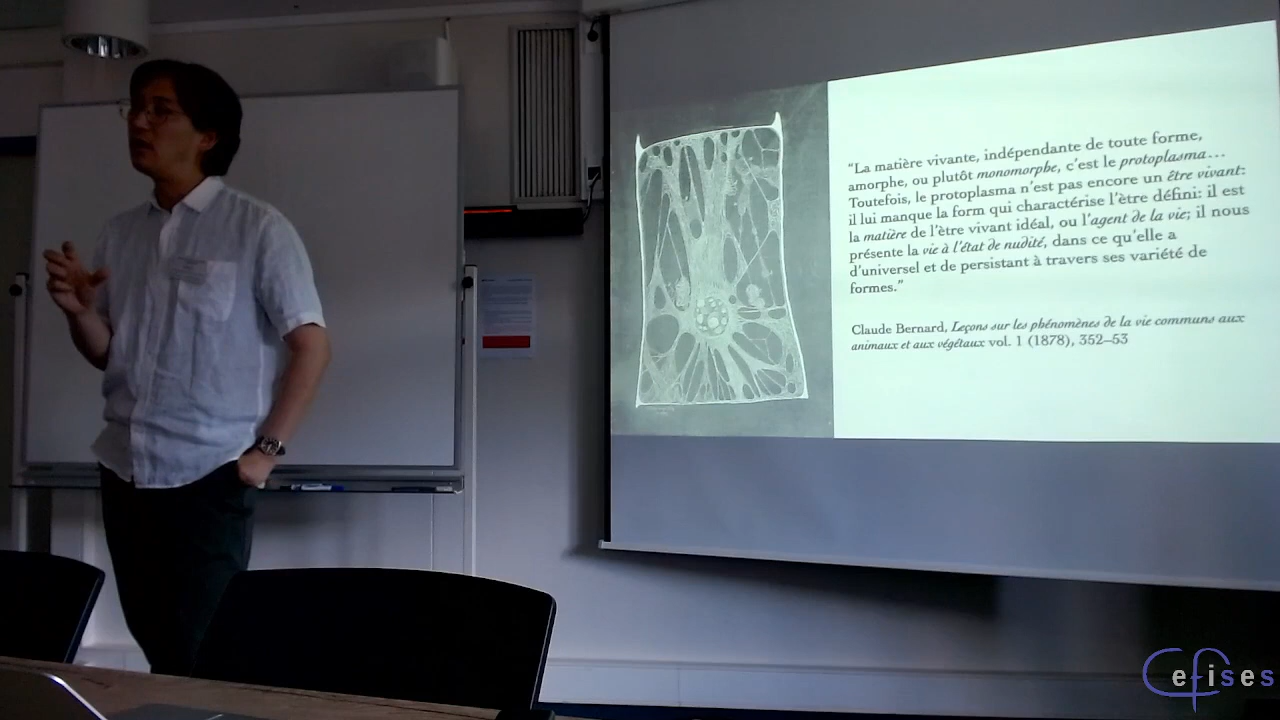 “La matière vivante, indépendante de toute forme,
amorphe, ou plutôt monomorphe, c’est le protoplasma…
Toutefois, le protoplasma n’est pas encore un être vivant:
il lui manque la form qui charactérise l’ètre défini: il est
la matière de l’ètre vivant idéal, ou l’agent de la vie; il nous
présente la vie à l’état de nudité, dans ce qu’elle a
d’universel et de persistant à travers ses variété de
formes.”
Claude Bernard, Leçons sur les phénomènes de la vie communs aux
animaux et aux végétaux vol. 1 (1878), 352–53
Cefises